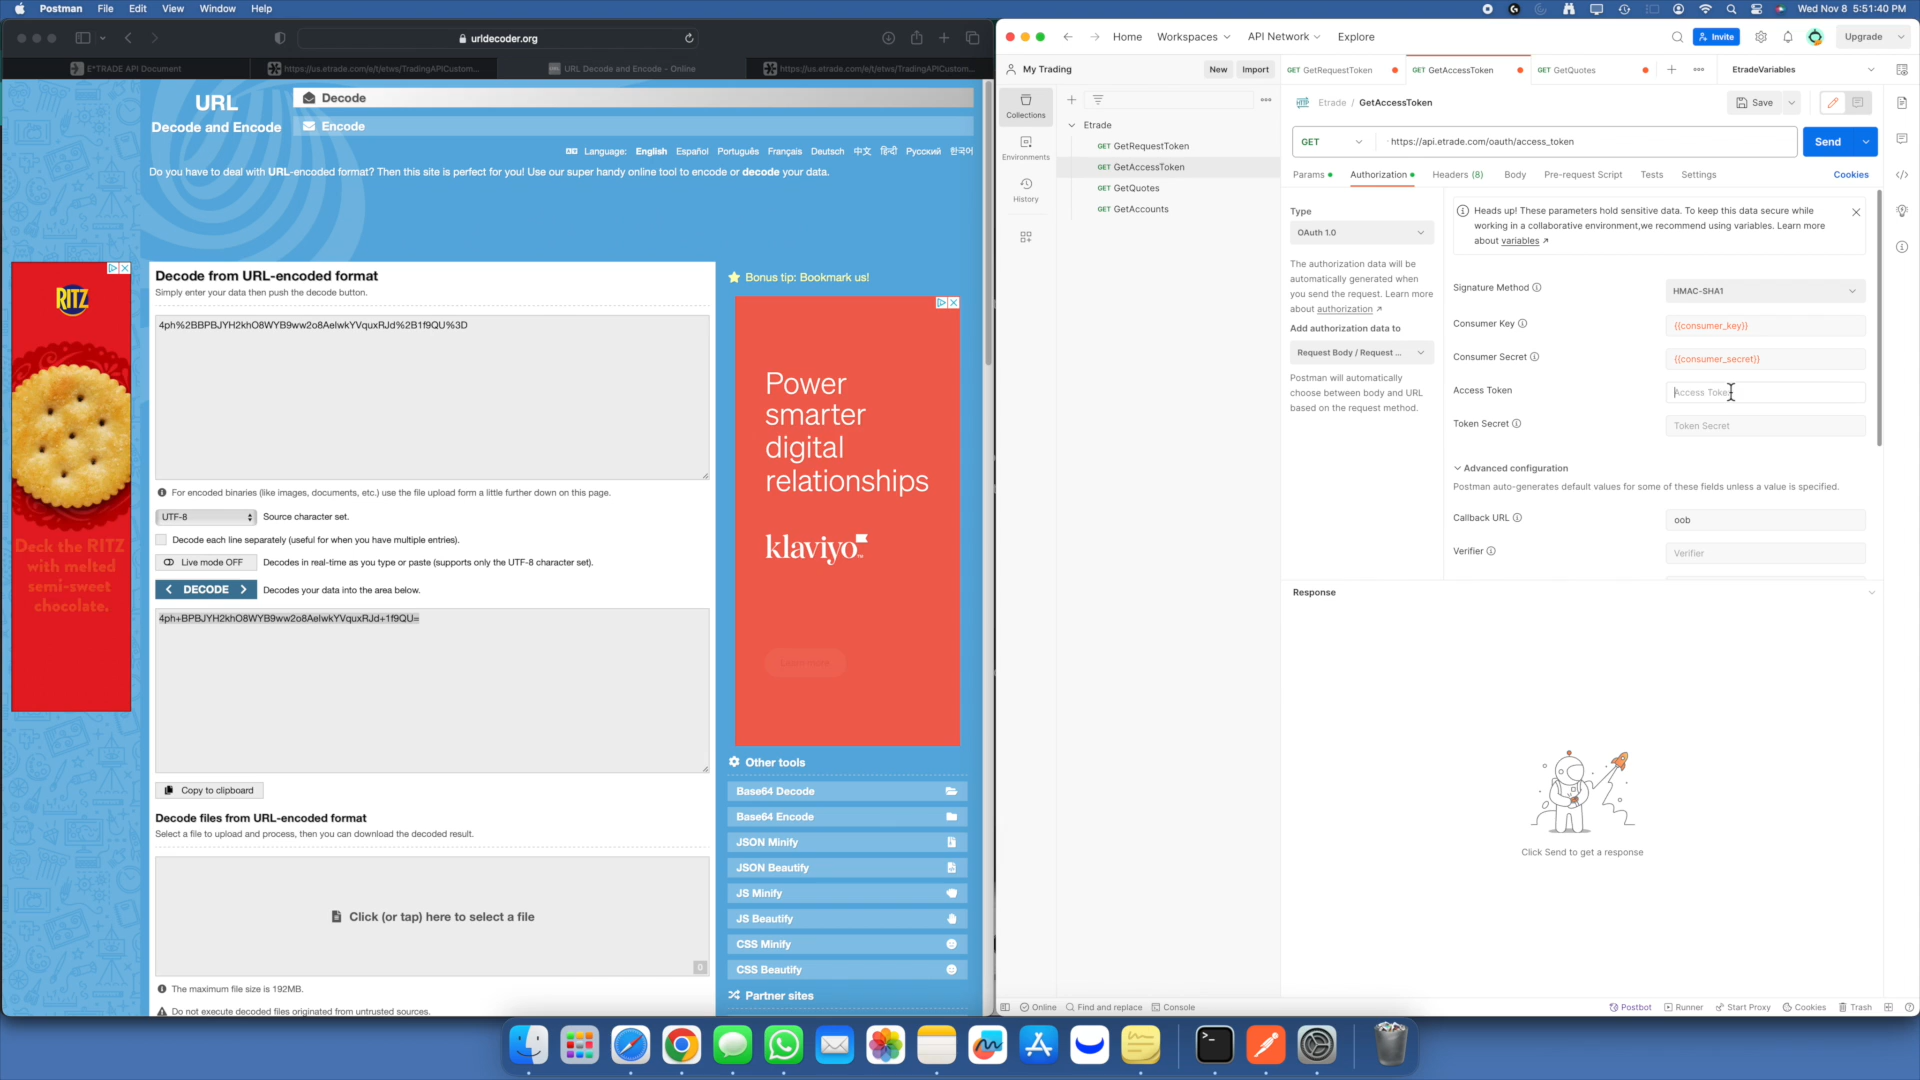 Postman File Edit View Window Help
Wed Nov 8 5:51:40 PM
urldecoder.org
E*TRADE API Document
https://us.etrade.com/e/t/etws/TradingAPICustom...
URL Decode and Encode - Online
https://us.etrade.com/e/t/etws/TradingAPICustom...
URL
Decode and Encode
Decode
Encode
Language: English Español Português Français Deutsch 中文 हिन्दी Русский 한국어
Do you have to deal with URL-encoded format? Then this site is perfect for you! Use our super handy online tool to encode or decode your data.
RITZ
Deck the RITZ
with melted
semi-sweet
chocolate.
Decode from URL-encoded format
Simply enter your data then push the decode button.
4ph%2BBPBJYH2khO8WYB9ww2o8AeIwkYVquxRJd%2B1f9QU%3D
For encoded binaries (like images, documents, etc.) use the file upload form a little further down on this page.
UTF-8 Source character set.
Decode each line separately (useful for when you have multiple entries).
Live mode OFF Decodes in real-time as you type or paste (supports only the UTF-8 character set).
DECODE Decodes your data into the area below.
4ph+BPBJYH2khO8WYB9ww2o8AeIwkYVquxRJd+1f9QU=
Copy to clipboard
Decode files from URL-encoded format
Select a file to upload and process, then you can download the decoded result.
Click (or tap) here to select a file
0
The maximum file size is 192MB.
Do not execute decoded files originated from untrusted sources.
Bonus tip: Bookmark us!
Power
smarter
digital
relationships
klaviyo
Learn more
Other tools
Base64 Decode
Base64 Encode
JSON Minify
JSON Beautify
JS Minify
JS Beautify
CSS Minify
CSS Beautify
Partner sites
Home Workspaces API Network Explore
Invite
Upgrade
My Trading
New Import
GET GetRequestToken
GET GetAccessToken
GET GetQuotes
EtradeVariables
Collections
Environments
History
Etrade
GET GetRequestToken
GET GetAccessToken
GET GetQuotes
GET GetAccounts
HTTP Etrade / GetAccessToken
Save
GET https://api.etrade.com/oauth/access_token
Send
Params Authorization Headers (8) Body Pre-request Script Tests Settings
Cookies
Type
OAuth 1.0
The authorization data will be
automatically generated when
you send the request. Learn more
about authorization
Add authorization data to
Request Body / Request ...
Postman will automatically
choose between body and URL
based on the request method.
Heads up! These parameters hold sensitive data. To keep this data secure while
working in a collaborative environment,we recommend using variables. Learn more
about variables
Signature Method HMAC-SHA1
Consumer Key {{consumer_key}}
Consumer Secret {{consumer_secret}}
Access Token Access Token
Token Secret Token Secret
Advanced configuration
Postman auto-generates default values for some of these fields unless a value is specified.
Callback URL oob
Verifier Verifier
Response
Click Send to get a response
Online Find and replace Console
Postbot Runner Start Proxy Cookies Trash